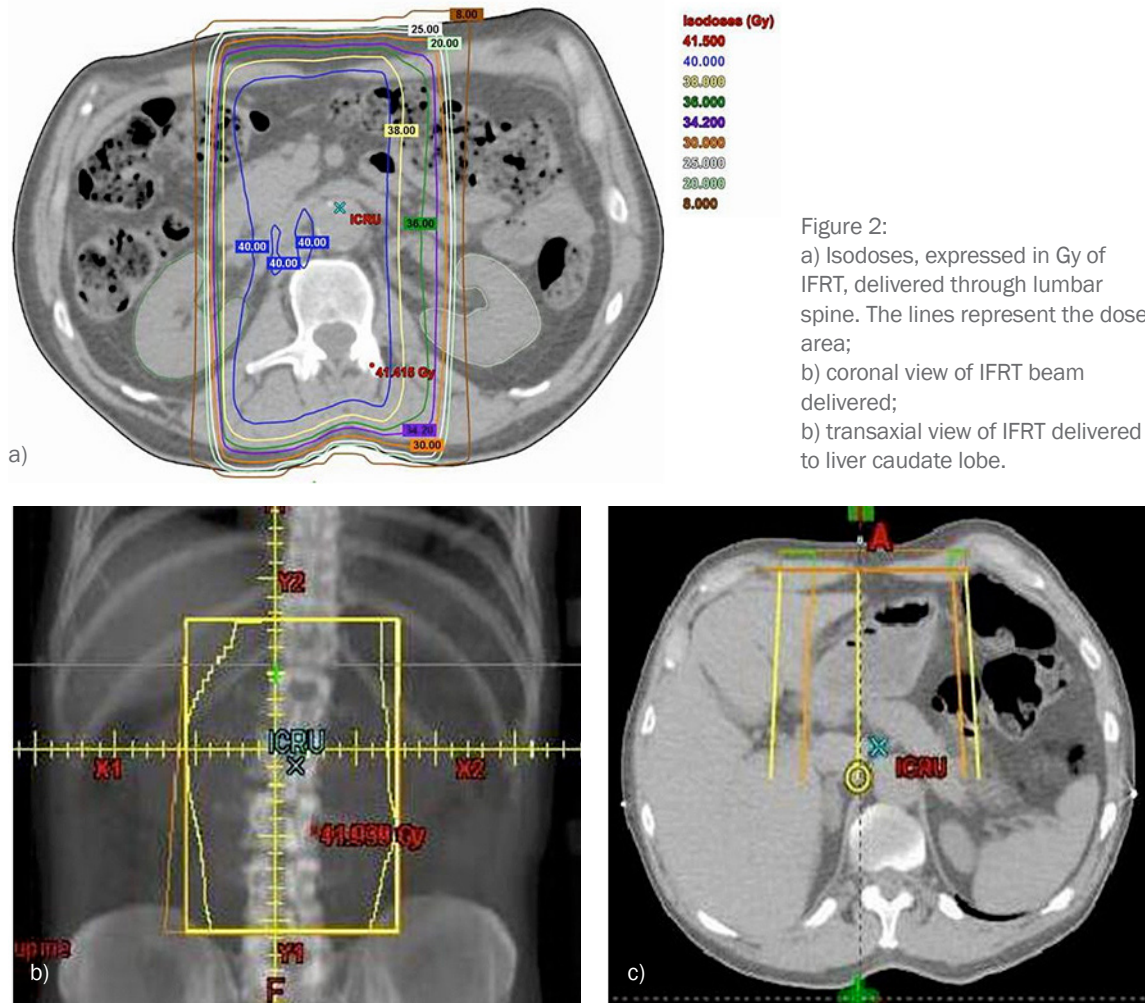 8.00
25.00
20.00
38.00
ICRU
36.00
40.00
40.00
40.00
41.415 Gy
34.20
30.00
a)
Isodoses (Gy)
41.500
40.000
38.000
36.000
34.200
30.000
25.000
20.000
8.000
Figure 2:
a) Isodoses, expressed in Gy of
IFRT, delivered through lumbar
spine. The lines represent the dose
area;
b) coronal view of IFRT beam
delivered;
b) transaxial view of IFRT delivered
to liver caudate lobe.
Y2
ICRU
X1
X2
Y1
F
b)
A
ICRU
c)